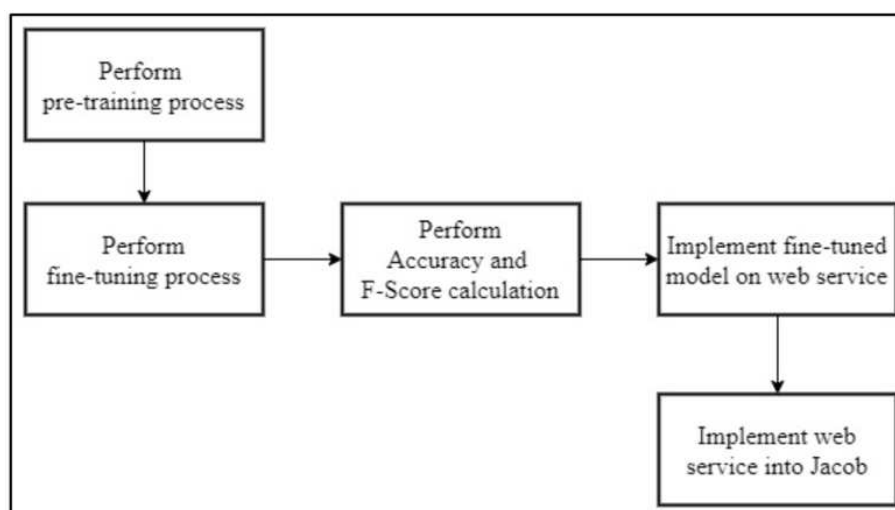 Perform
pre-training process
Perform
fine-tuning process
Perform
Accuracy and
F-Score calculation
Implement fine-tuned
model on web service
Implement web
service into Jacob